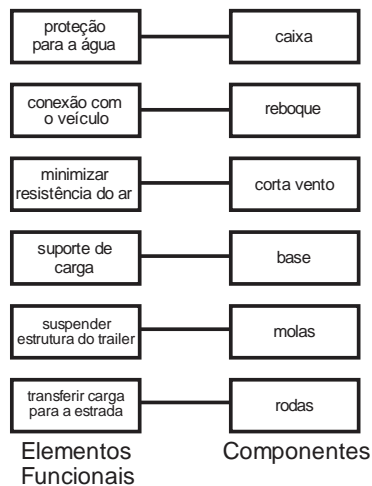 proteção
para a água
caixa
conexão com
o veículo
reboque
minimizar
resistência do ar
corta vento
suporte de
carga
base
suspender
estrutura do trailer
molas
transferir carga
para a estrada
rodas
Elementos
Funcionais
Componentes